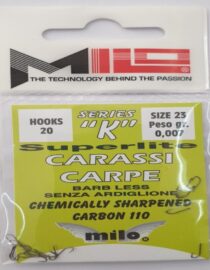 MILO
THE TECHNOLOGY BEHIND THE PASSION
HOOKS
20
SERIES
"K"
SIZE 23
Peso gr.
0,007
Superlite
CARASSI
CARPE
BARB LESS
SENZA ARDIGLIONE
CHEMICALLY SHARPENED
CARBON 110
milo®